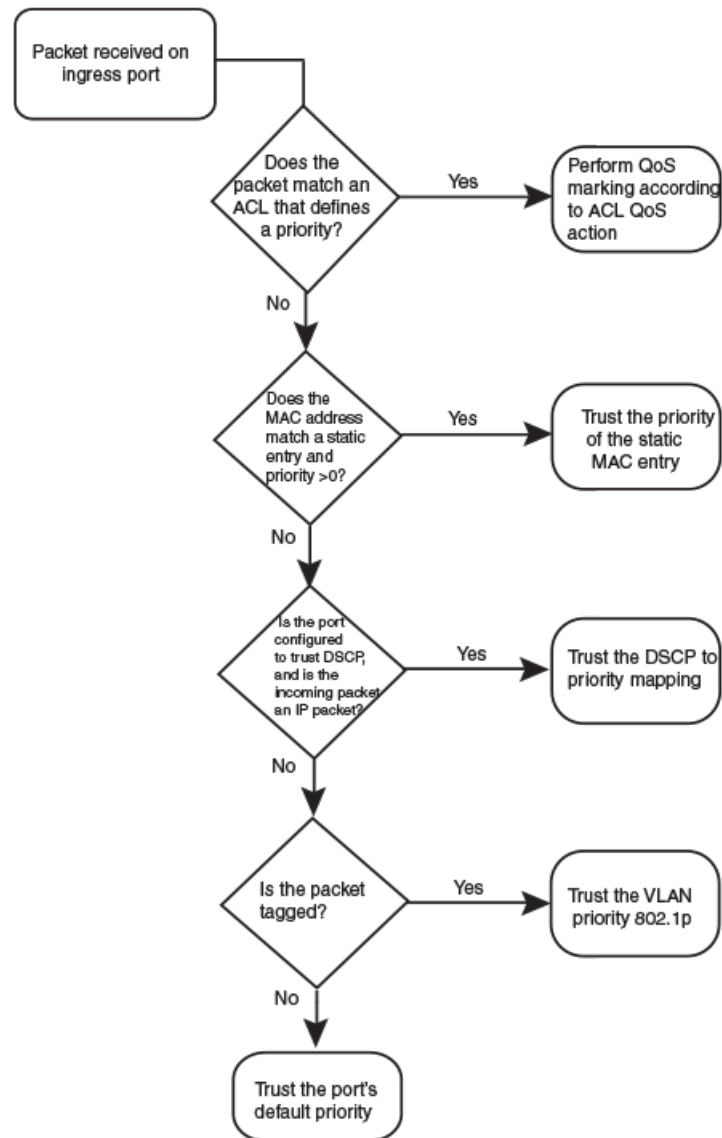 Packet received on
ingress port
Does the
packet match an
ACL that defines
a priority?
Yes
Perform QoS
marking according
to ACL QoS
action
No
Does the
MAC address
match a static
entry and
priority >0?
Yes
Trust the priority
of the static
MAC entry
No
Is the port
configured
to trust DSCP,
and is the
incoming packet
an IP packet?
Yes
Trust the DSCP to
priority mapping
No
Is the packet
tagged?
Yes
Trust the VLAN
priority 802.1p
No
Trust the port's
default priority